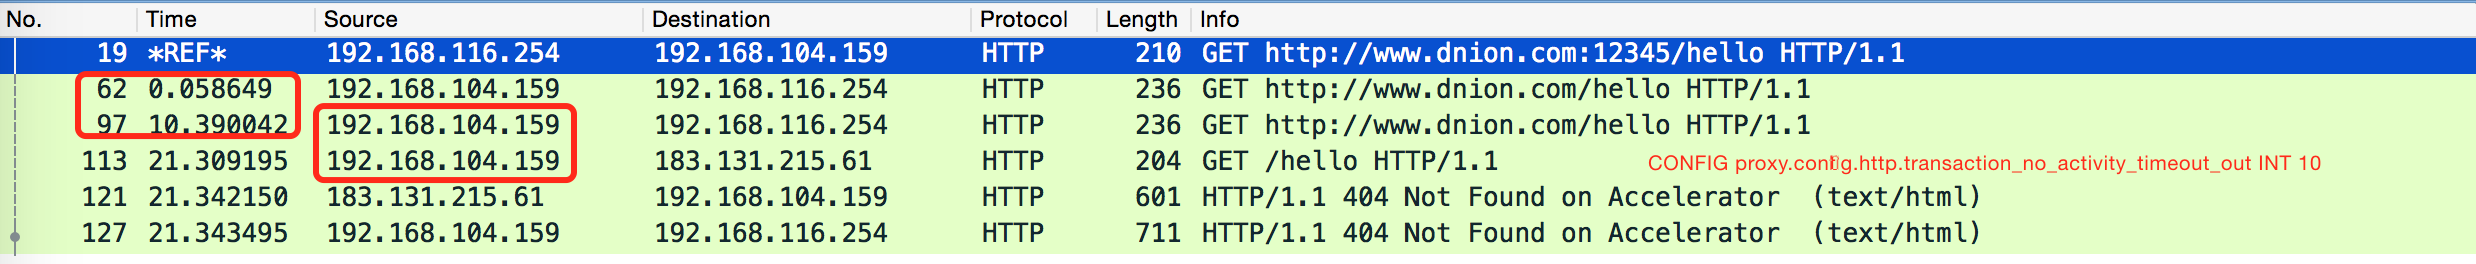 No. Time Source Destination Protocol Length Info
19 *REF* 192.168.116.254 192.168.104.159 HTTP 210 GET http://www.dnion.com:12345/hello HTTP/1.1
62 0.058649 192.168.104.159 192.168.116.254 HTTP 236 GET http://www.dnion.com/hello HTTP/1.1
97 10.390042 192.168.104.159 192.168.116.254 HTTP 236 GET http://www.dnion.com/hello HTTP/1.1
113 21.309195 192.168.104.159 183.131.215.61 HTTP 204 GET /hello HTTP/1.1 CONFIG proxy.config.http.transaction_no_activity_timeout_out INT 10
121 21.342150 183.131.215.61 192.168.104.159 HTTP 601 HTTP/1.1 404 Not Found on Accelerator (text/html)
127 21.343495 192.168.104.159 192.168.116.254 HTTP 711 HTTP/1.1 404 Not Found on Accelerator (text/html)